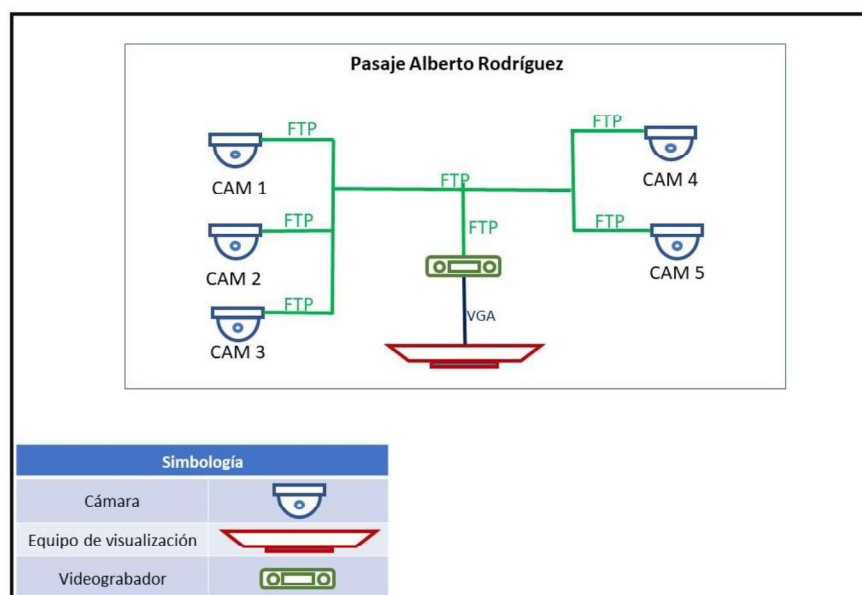 Pasaje Alberto Rodríguez
FTP
CAM 1
FTP
CAM 2
FTP
CAM 3
FTP
FTP
VGA
FTP
CAM 4
FTP
CAM 5
Simbología
Cámara
Equipo de visualización
Videograbador